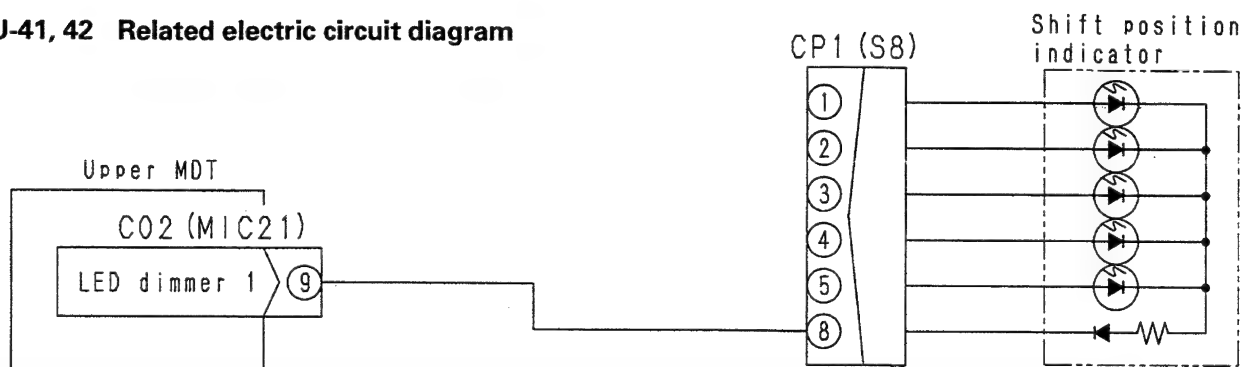 J-41, 42 Related electric circuit diagram
Shift position
indicator
CP1 (S8)
1
2
3
4
5
8
Upper MDT
C02 (MIC21)
LED dimmer 1
9